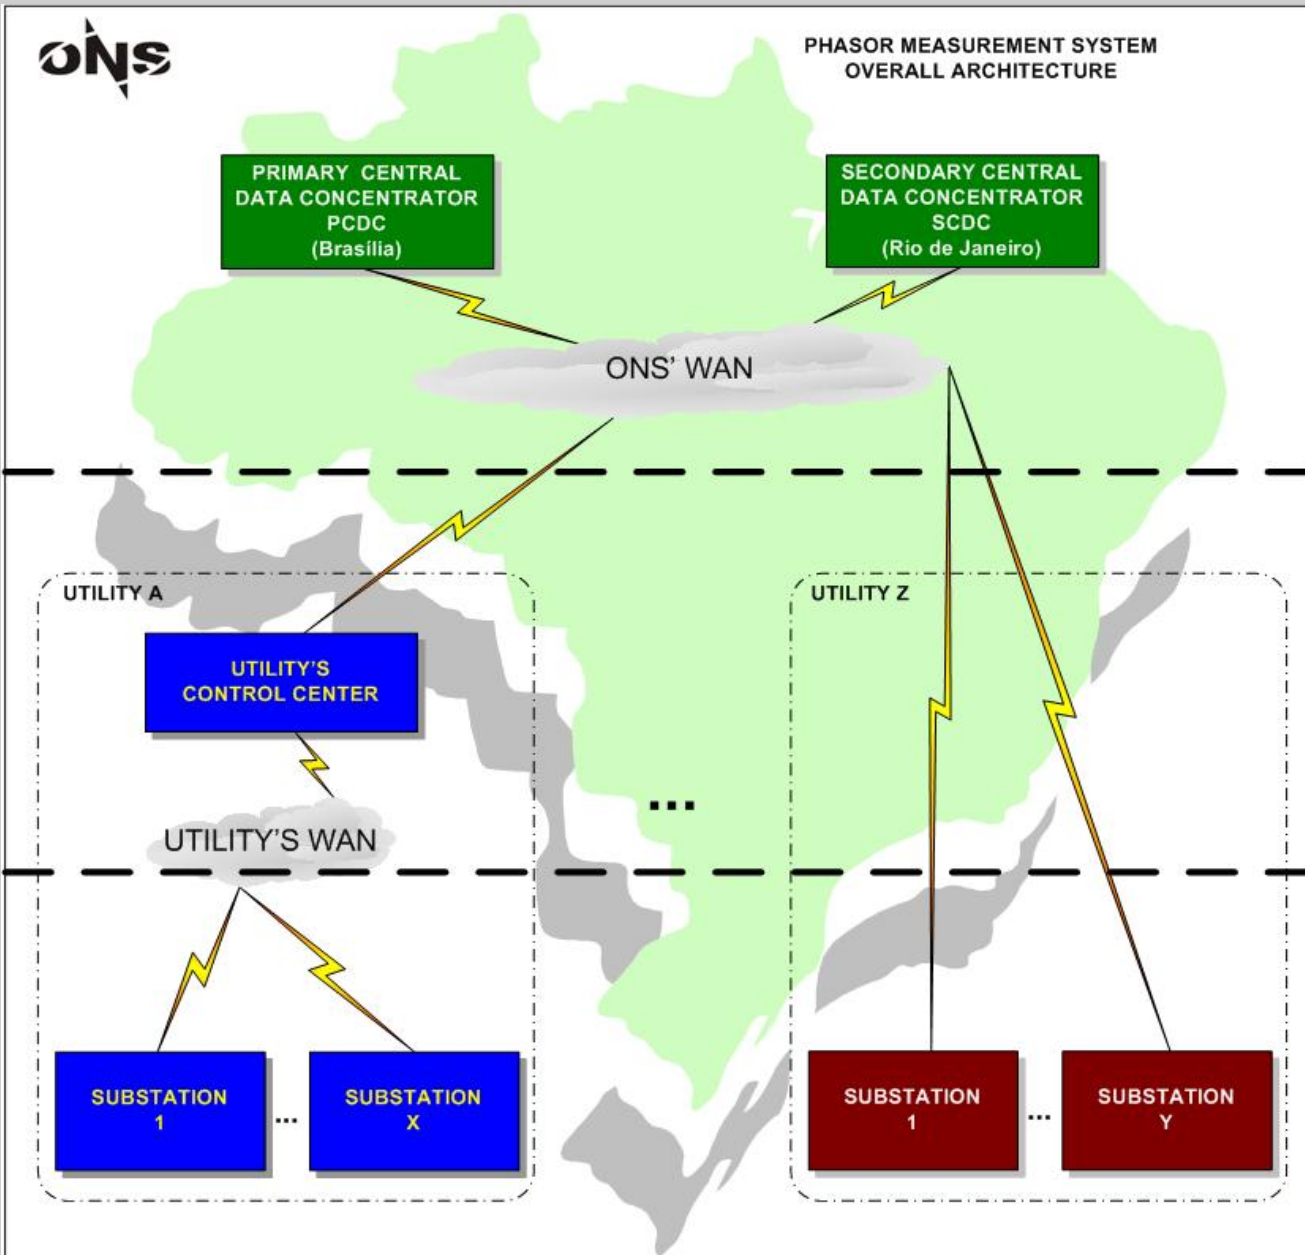 ONS
PHASOR MEASUREMENT SYSTEM
OVERALL ARCHITECTURE
PRIMARY CENTRAL
DATA CONCENTRATOR
PCDC
(Brasília)
SECONDARY CENTRAL
DATA CONCENTRATOR
SCDC
(Rio de Janeiro)
ONS' WAN
UTILITY A
UTILITY'S
CONTROL CENTER
UTILITY'S WAN
SUBSTATION
1
...
SUBSTATION
X
...
UTILITY Z
SUBSTATION
1
...
SUBSTATION
Y